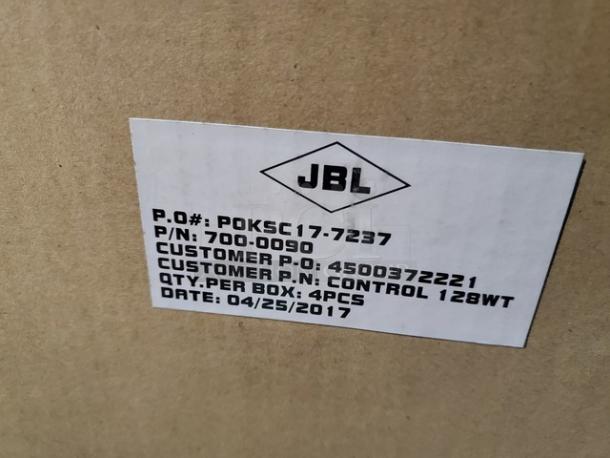 JBL
P.O#: POKSC17-7237
P/N: 700-0090
CUSTOMER P-O: 4500372221
CUSTOMER P.N: CONTROL 128WT
QTY.PER BOX: 4PCS
DATE: 04/25/2017